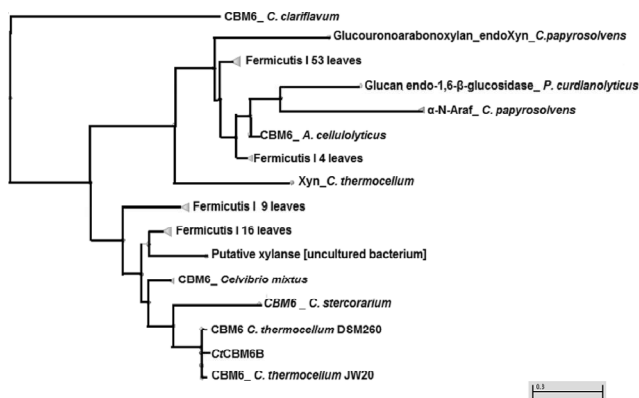 CBM6_ C. clariflavum
Glucouronoarabonoxylan_endoXyn_C.papyrosolvens
Fermicutis I 53 leaves
Glucan endo-1,6-β-glucosidase_ P. curdlanolyticus
α-N-Araf_ C. papyrosolvens
CBM6_ A. cellulolyticus
Fermicutis I 4 leaves
Xyn_C. thermocellum
Fermicutis I 9 leaves
Fermicutis I 16 leaves
Putative xylanse [uncultured bacterium]
CBM6_ Celvibrio mixtus
CBM6 _ C. stercorarium
CBM6 C. thermocellum DSM260
CtCBM6B
CBM6_ C. thermocellum JW20
0.3